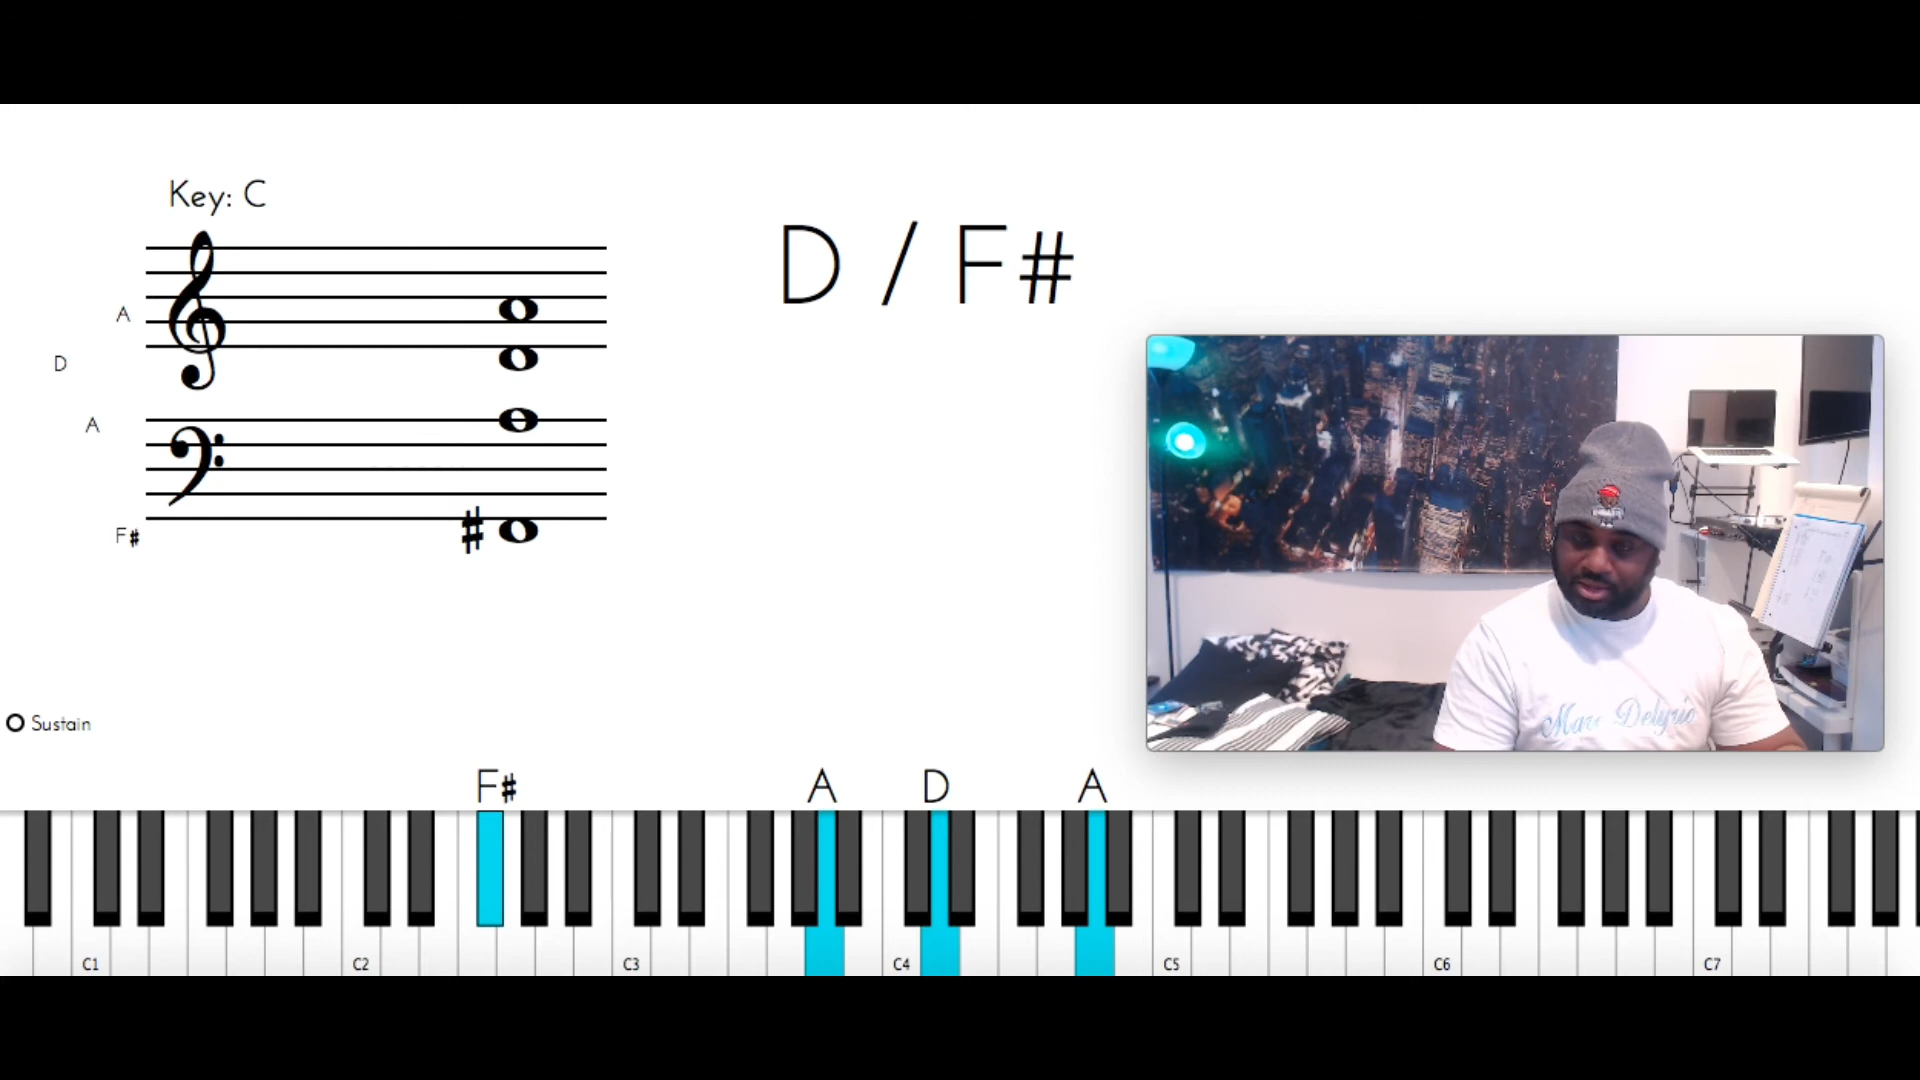 Key: C
D / F#
A
D
A
F#
Sustain
F# A D A
C1 C2 C3 C4 C5 C6 C7